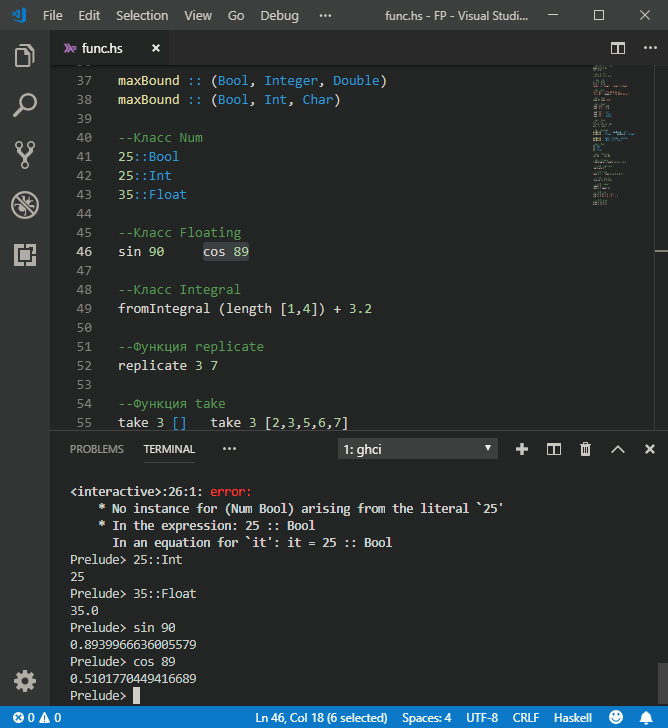 File Edit Selection View Go Debug ··· func.hs - FP - Visual Studi...
func.hs
37 maxBound :: (Bool, Integer, Double)
38 maxBound :: (Bool, Int, Char)
39
40 --Класс Num
41 25::Bool
42 25::Int
43 35::Float
44
45 --Класс Floating
46 sin 90     cos 89
47
48 --Класс Integral
49 fromIntegral (length [1,4]) + 3.2
50
51 --Функция replicate
52 replicate 3 7
53
54 --Функция take
55 take 3 []   take 3 [2,3,5,6,7]
PROBLEMS TERMINAL ··· 1: ghci
<interactive>:26:1: error:
* No instance for (Num Bool) arising from the literal `25'
* In the expression: 25 :: Bool
In an equation for `it': it = 25 :: Bool
Prelude> 25::Int
25
Prelude> 35::Float
35.0
Prelude> sin 90
0.8939966636005579
Prelude> cos 89
0.5101770449416689
Prelude>
0 0 Ln 46, Col 18 (6 selected) Spaces: 4 UTF-8 CRLF Haskell